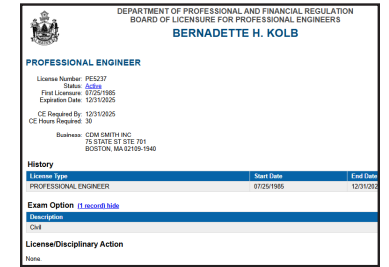 DEPARTMENT OF PROFESSIONAL AND FINANCIAL REGULATION
BOARD OF LICENSURE FOR PROFESSIONAL ENGINEERS
BERNADETTE H. KOLB
PROFESSIONAL ENGINEER
License Number: PE5237
Status: Active
First Licensure: 07/25/1985
Expiration Date: 12/31/2025
CE Required By: 12/31/2025
CE Hours Required: 30
Business: CDM SMITH INC
75 STATE ST STE 701
BOSTON, MA 02109-1940
History
License Type Start Date End Date
PROFESSIONAL ENGINEER 07/25/1985 12/31/202
Exam Option (1 record) hide
Description
Civil
License/Disciplinary Action
None